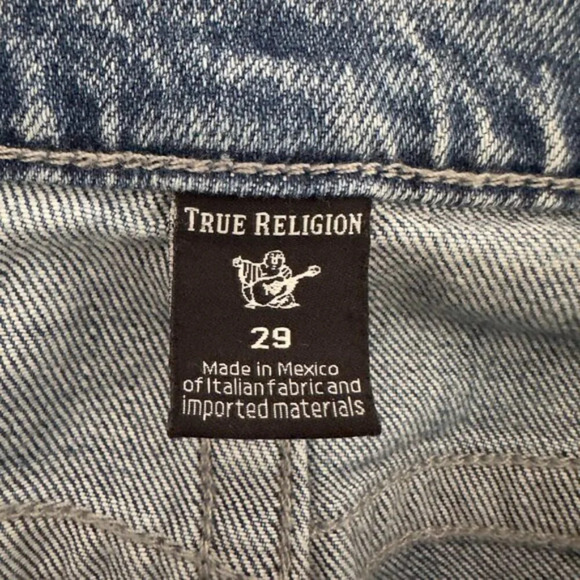 TRUE RELIGION
29
Made in Mexico
of Italian fabric and
imported materials